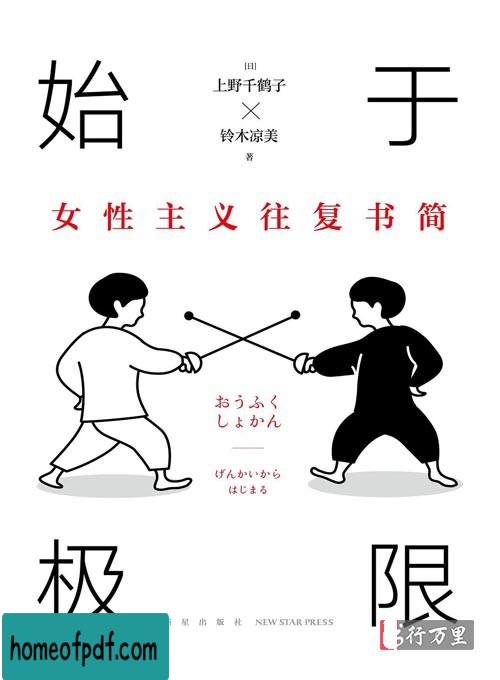 始于
[日]
上野千鹤子
×
铃木凉美
著
女性主义往复书简
おうふく
しょかん
げんかいから
はじまる
极限
星出版社 NEW STAR PRESS
homeofpdf.com
行万里